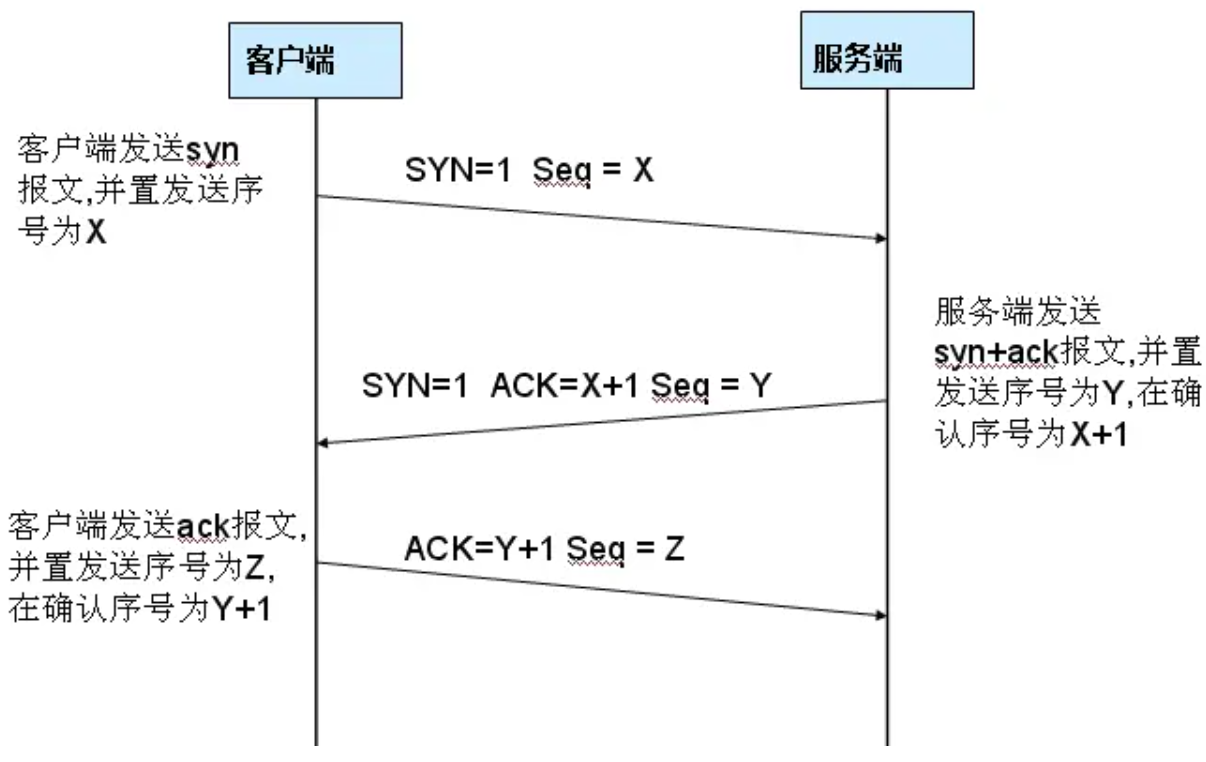 客户端
服务端
客户端发送syn
报文,并置发送序
号为X
SYN=1 Seq = X
服务端发送
syn+ack报文,并置
发送序号为Y,在确
认序号为X+1
SYN=1 ACK=X+1 Seq = Y
客户端发送ack报文,
并置发送序号为Z,
在确认序号为Y+1
ACK=Y+1 Seq = Z